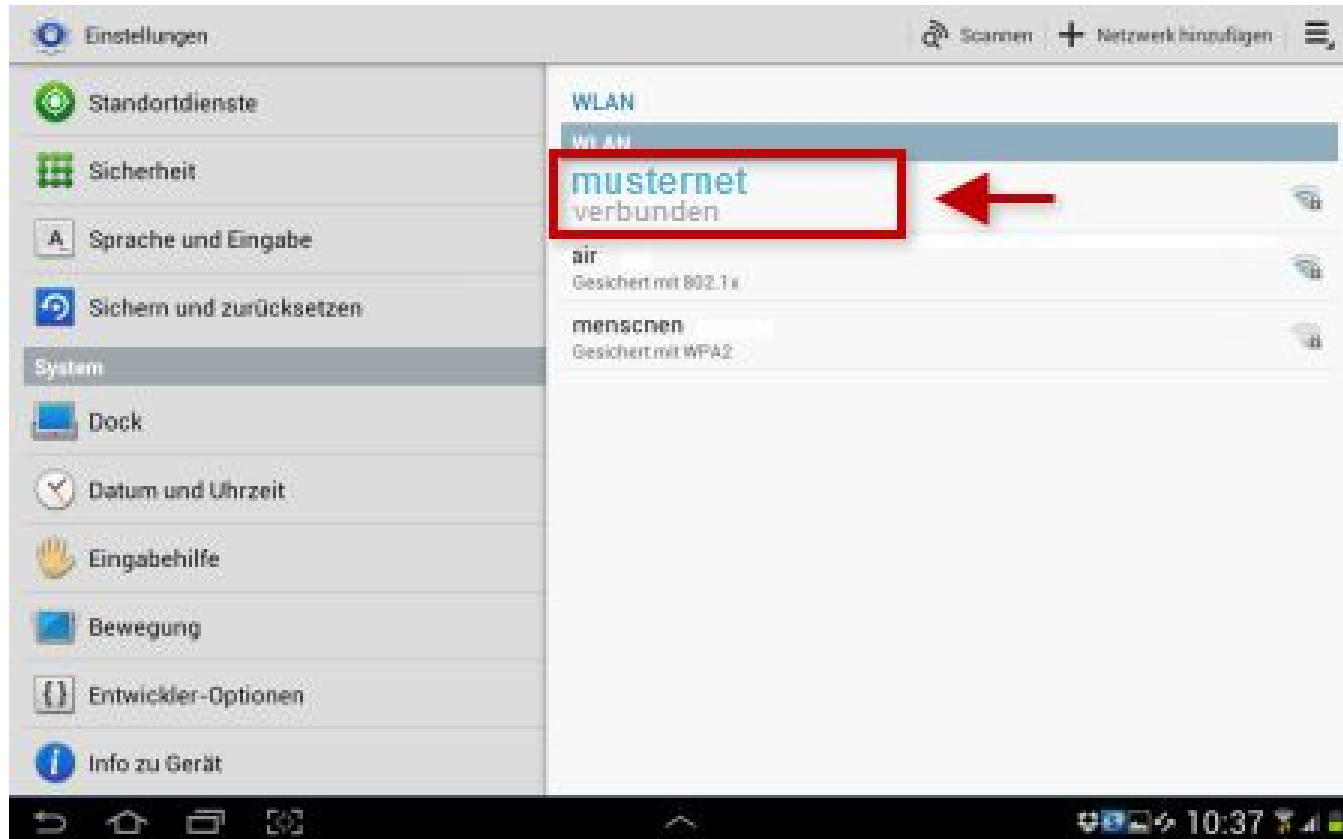 Einstellungen
Scannen
Netzwerk hinzufügen
Standortdienste
Sicherheit
A Sprache und Eingabe
Sichern und zurücksetzen
System
Dock
Datum und Uhrzeit
Eingabehilfe
Bewegung
{} Entwickler-Optionen
i Info zu Gerät
WLAN
WLAN
musternet
verbunden
air
Gesichert mit 802.1x
menscnen
Gesichert mit WPA2
10:37